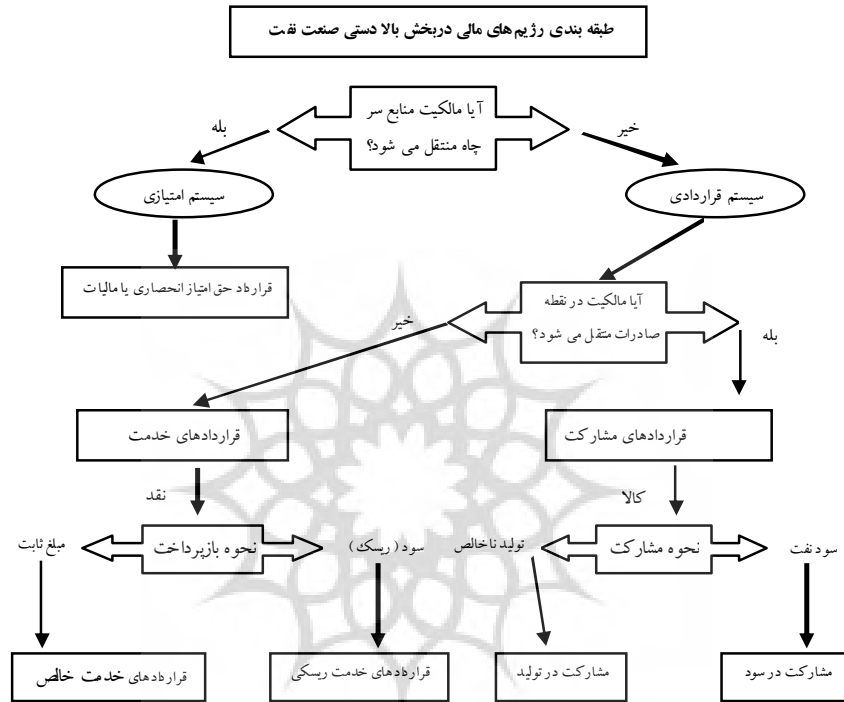 طبقه بندی رژیم های مالی دربخش بالا دستی صنعت نفت
آیا مالکیت منابع سر
چاه منتقل می شود؟
خیر
بله
سیستم قراردادی
سیستم امتیازی
قرارداد حق امتیاز انحصاری یا مالیات
آیا مالکیت در نقطه
صادرات منتقل می شود؟
بله
خیر
قراردادهای مشارکت
قراردادهای خدمت
کالا
نقد
سود نفت
نحوه مشارکت
تولید ناخالص
سود (ریسک)
نحوه بازپرداخت
مبلغ ثابت
مشارکت در سود
مشارکت در تولید
قراردادهای خدمت ریسکی
قراردادهای خدمت خالص